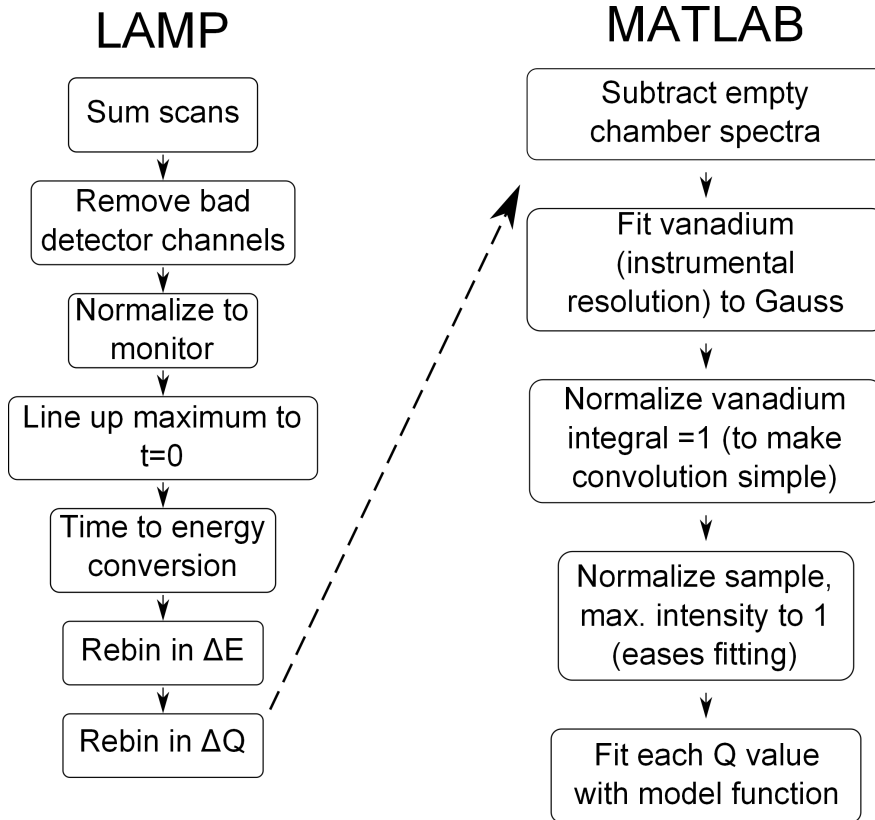 LAMP
Sum scans
Remove bad
detector channels
Normalize to
monitor
Line up maximum to
t=0
Time to energy
conversion
Rebin in ΔE
Rebin in ΔQ
MATLAB
Subtract empty
chamber spectra
Fit vanadium
(instrumental
resolution) to Gauss
Normalize vanadium
integral =1 (to make
convolution simple)
Normalize sample,
max. intensity to 1
(eases fitting)
Fit each Q value
with model function